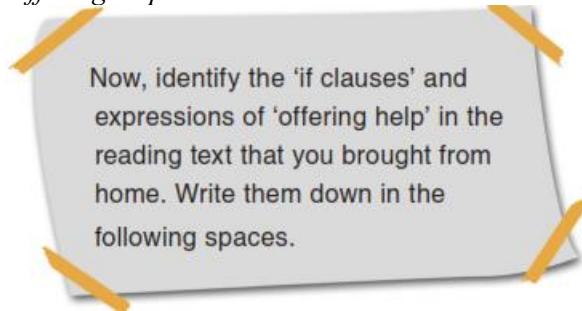 Now, identify the ‘if clauses’ and
expressions of ‘offering help’ in the
reading text that you brought from
home. Write them down in the
following spaces.